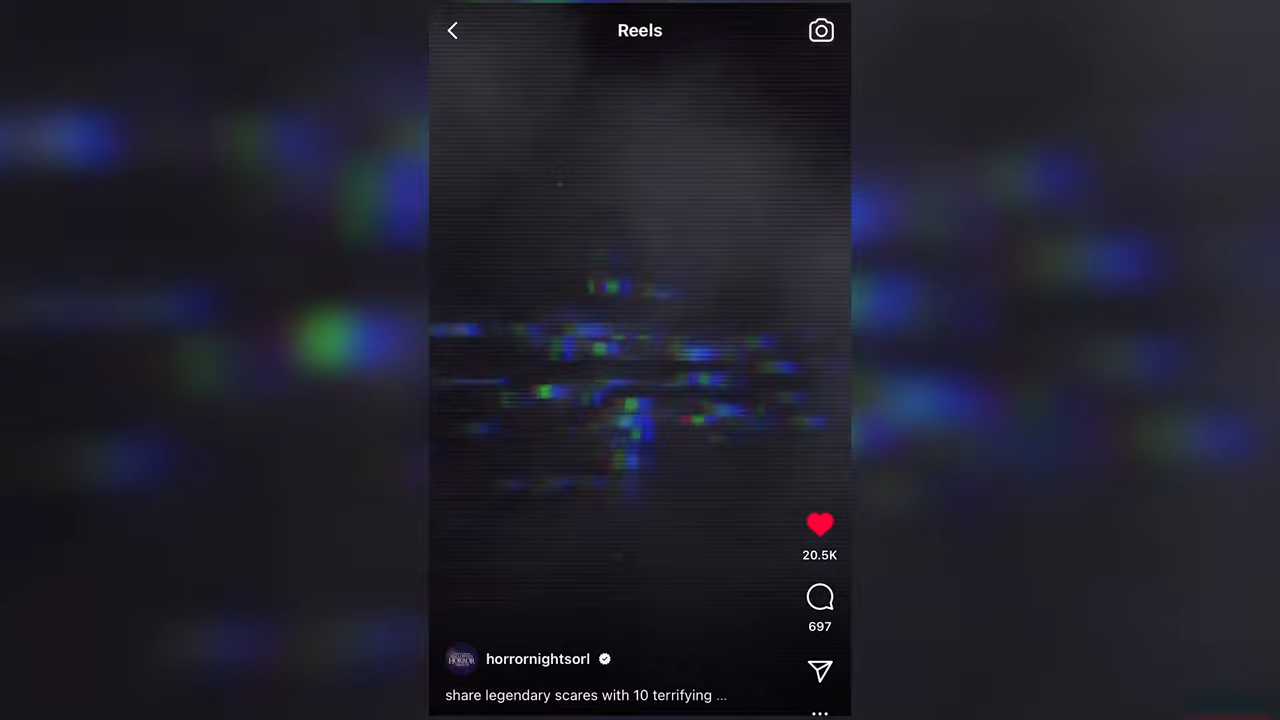 Reels
20.5K
697
horrornightsorl
share legendary scares with 10 terrifying ...